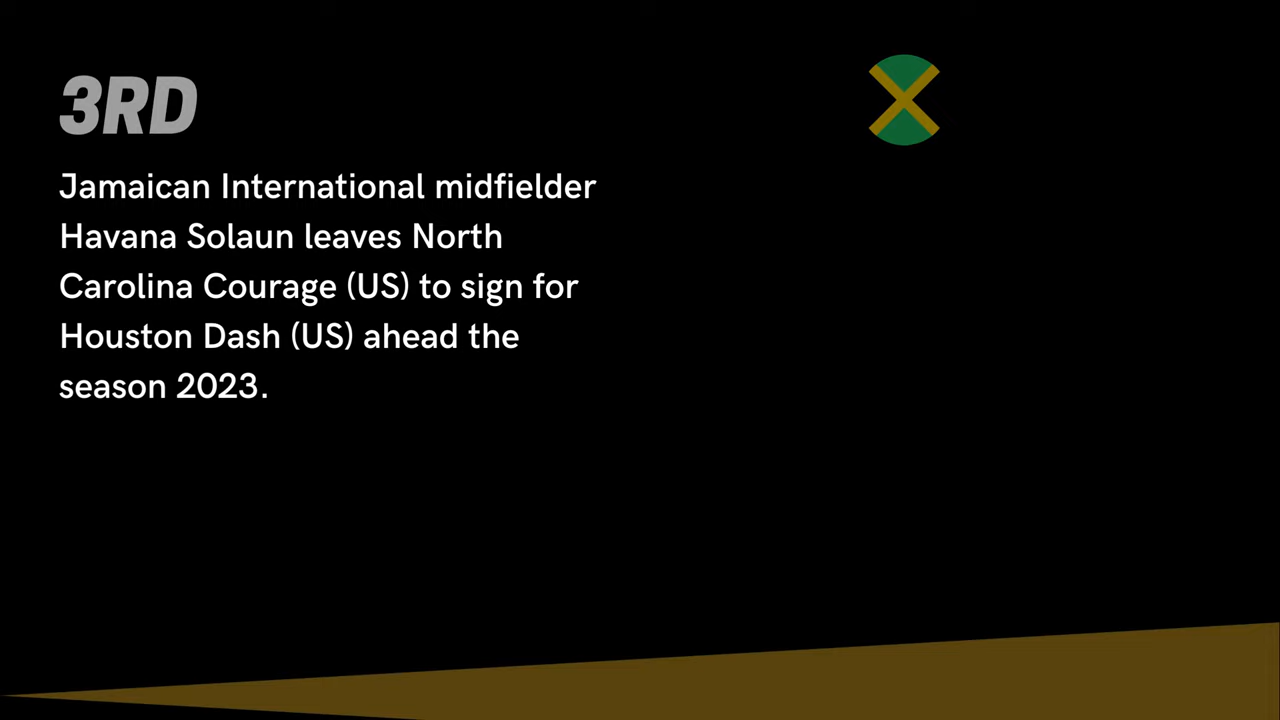 3RD
Jamaican International midfielder
Havana Solaun leaves North
Carolina Courage (US) to sign for
Houston Dash (US) ahead the
season 2023.